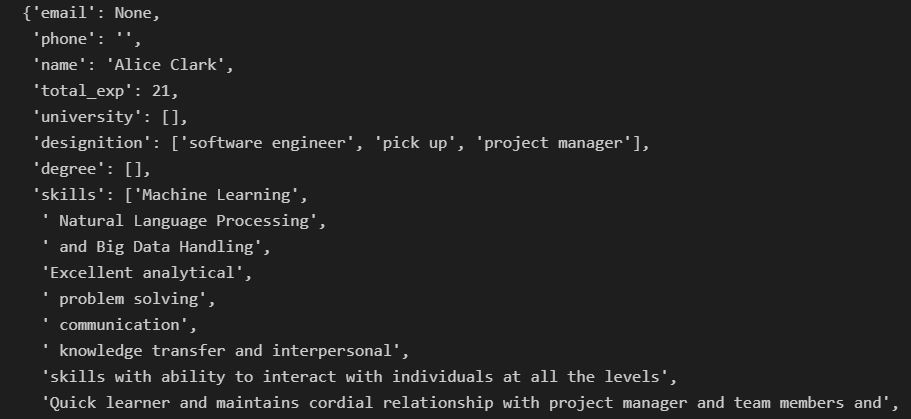 {'email': None,
'phone': '',
'name': 'Alice Clark',
'total_exp': 21,
'university': [],
'designition': ['software engineer', 'pick up', 'project manager'],
'degree': [],
'skills': ['Machine Learning',
' Natural Language Processing',
' and Big Data Handling',
'Excellent analytical',
' problem solving',
' communication',
' knowledge transfer and interpersonal',
'skills with ability to interact with individuals at all the levels',
'Quick learner and maintains cordial relationship with project manager and team members and',